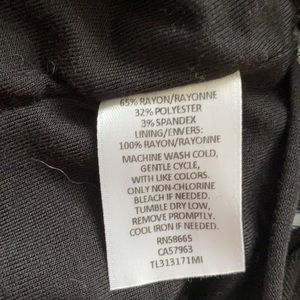 65% RAYON/RAYONNE
32% POLYESTER
3% SPANDEX
LINING/ENVERS:
100% RAYON/RAYONNE
MACHINE WASH COLD,
GENTLE CYCLE,
WITH LIKE COLORS.
ONLY NON-CHLORINE
BLEACH IF NEEDED.
TUMBLE DRY LOW.
REMOVE PROMPTLY.
COOL IRON IF NEEDED.
RN58665
CA57963
TL313171MI